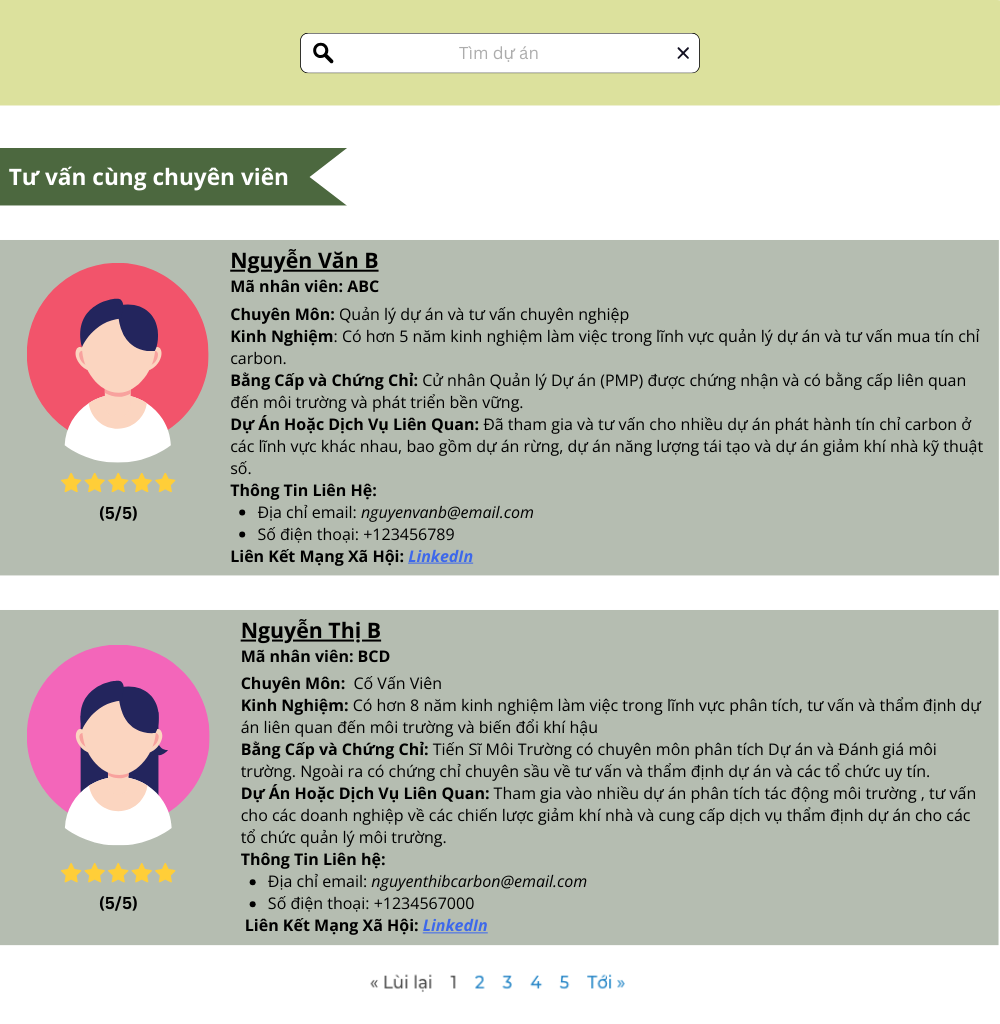 Tìm dự án
Tư vấn cùng chuyên viên
Nguyễn Văn B
Mã nhân viên: ABC
Chuyên Môn: Quản lý dự án và tư vấn chuyên nghiệp
Kinh Nghiệm: Có hơn 5 năm kinh nghiệm làm việc trong lĩnh vực quản lý dự án và tư vấn mua tín chỉ
carbon.
Bằng Cấp và Chứng Chỉ: Cử nhân Quản lý Dự án (PMP) được chứng nhận và có bằng cấp liên quan
đến môi trường và phát triển bền vững.
Dự Án Hoặc Dịch Vụ Liên Quan: Đã tham gia và tư vấn cho nhiều dự án phát hành tín chỉ carbon ở
các lĩnh vực khác nhau, bao gồm dự án rừng, dự án năng lượng tái tạo và dự án giảm khí nhà kỹ thuật
số.
Thông Tin Liên Hệ:
• Địa chỉ email: nguyenvanb@email.com
• Số điện thoại: +123456789
Liên Kết Mạng Xã Hội: LinkedIn
(5/5)
Nguyễn Thị B
Mã nhân viên: BCD
Chuyên Môn: Cố Vấn Viên
Kinh Nghiệm: Có hơn 8 năm kinh nghiệm làm việc trong lĩnh vực phân tích, tư vấn và thẩm định dự
án liên quan đến môi trường và biến đổi khí hậu
Bằng Cấp và Chứng Chỉ: Tiến Sĩ Môi Trường có chuyên môn phân tích Dự án và Đánh giá môi
trường. Ngoài ra có chứng chỉ chuyên sầu về tư vấn và thẩm định dự án và các tổ chức uy tín.
Dự Án Hoặc Dịch Vụ Liên Quan: Tham gia vào nhiều dự án phân tích tác động môi trường , tư vấn
cho các doanh nghiệp về các chiến lược giảm khí nhà và cung cấp dịch vụ thẩm định dự án cho các
tổ chức quản lý môi trường.
Thông Tin Liên hệ:
• Địa chỉ email: nguyenthibcarbon@email.com
• Số điện thoại: +1234567000
Liên Kết Mạng Xã Hội: LinkedIn
(5/5)
« Lùi lại 1 2 3 4 5 Tới »